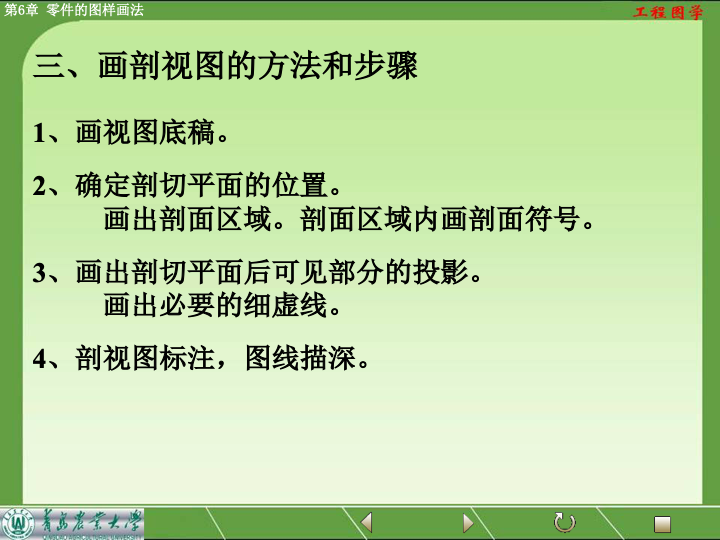 第6章 零件的图样画法
工程图学
三、画剖视图的方法和步骤
1、画视图底稿。
2、确定剖切平面的位置。
画出剖面区域。剖面区域内画剖面符号。
3、画出剖切平面后可见部分的投影。
画出必要的细虚线。
4、剖视图标注，图线描深。
青岛农业大学